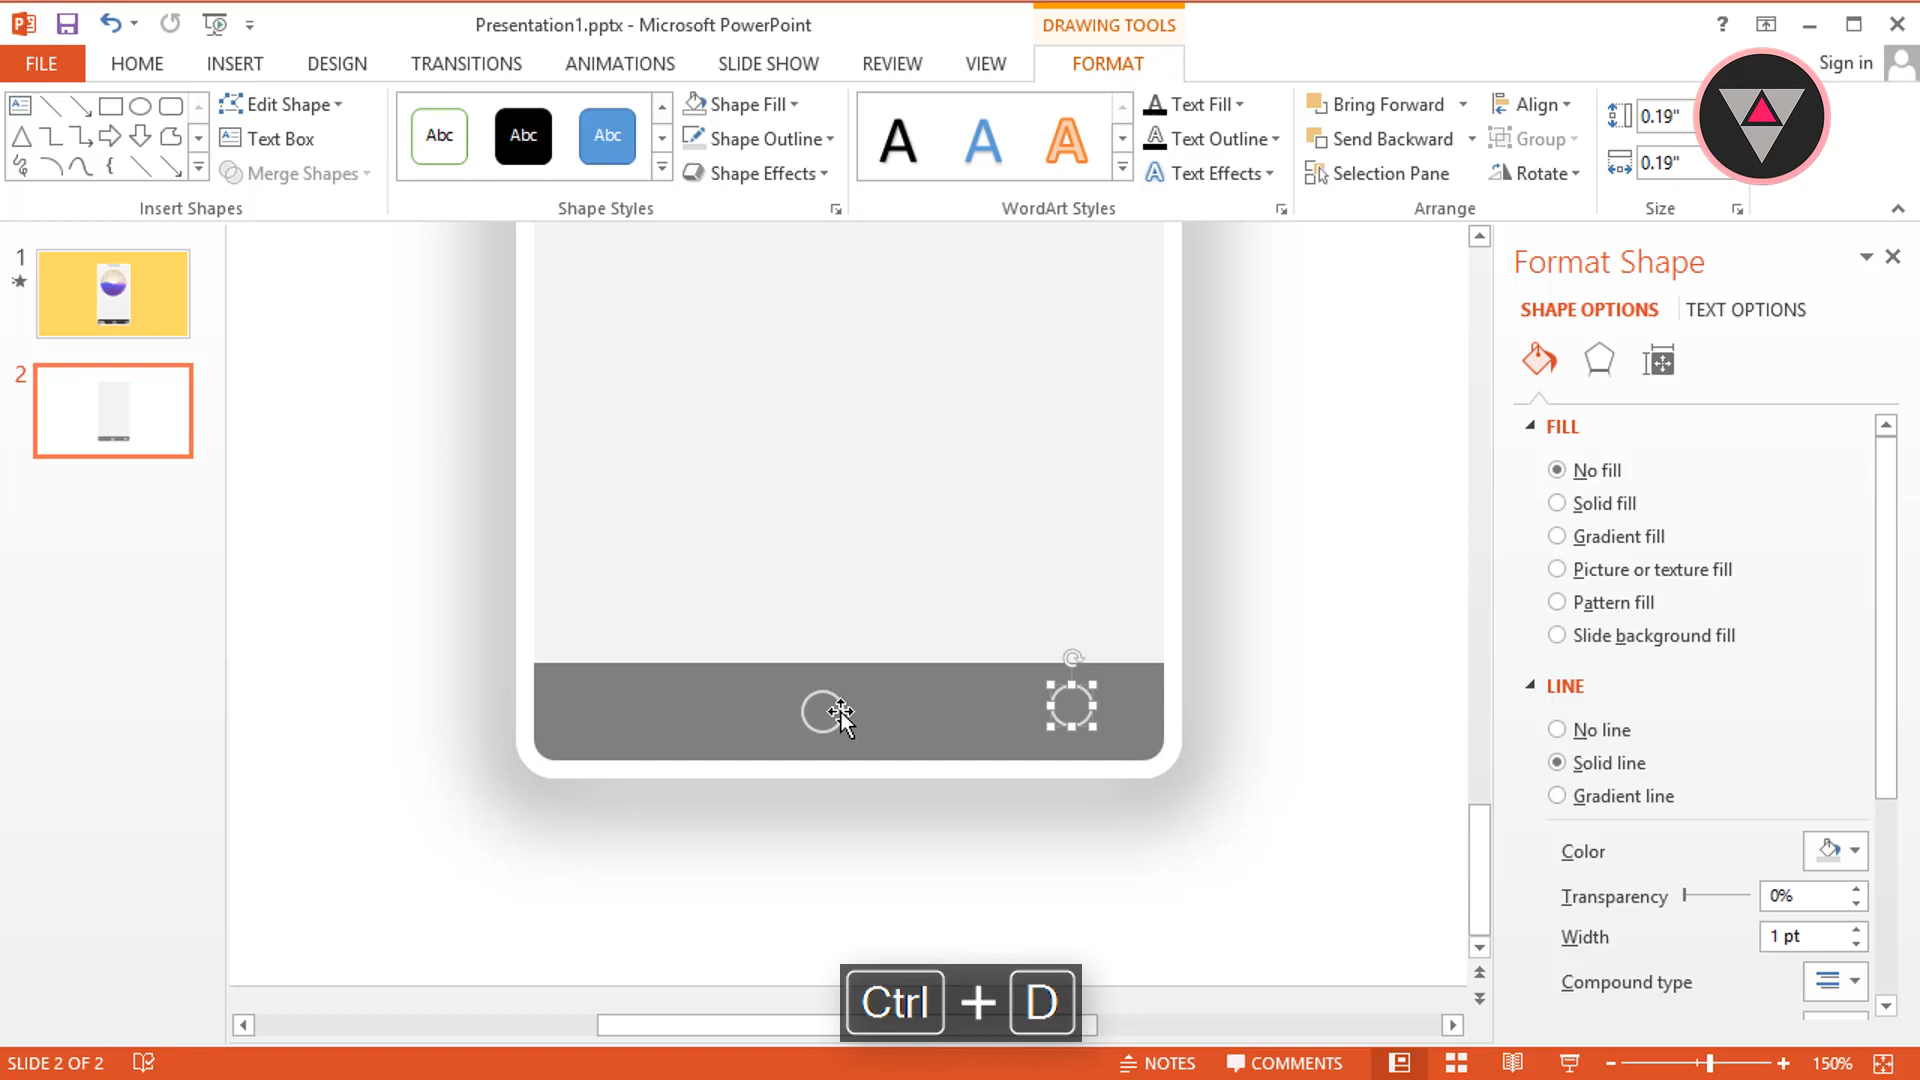 Presentation1.pptx - Microsoft PowerPoint
DRAWING TOOLS
?
FILE
HOME
INSERT
DESIGN
TRANSITIONS
ANIMATIONS
SLIDE SHOW
REVIEW
VIEW
FORMAT
Sign in
Edit Shape
Text Box
Merge Shapes
Insert Shapes
Abc
Abc
Abc
Shape Fill
Shape Outline
Shape Effects
Shape Styles
A
A
A
Text Fill
Text Outline
Text Effects
WordArt Styles
Bring Forward
Send Backward
Selection Pane
Align
Group
Rotate
Arrange
0.19"
0.19"
Size
1
2
Format Shape
SHAPE OPTIONS
TEXT OPTIONS
FILL
No fill
Solid fill
Gradient fill
Picture or texture fill
Pattern fill
Slide background fill
LINE
No line
Solid line
Gradient line
Color
Transparency
0%
Width
1 pt
Compound type
Ctrl + D
SLIDE 2 OF 2
NOTES
COMMENTS
150%